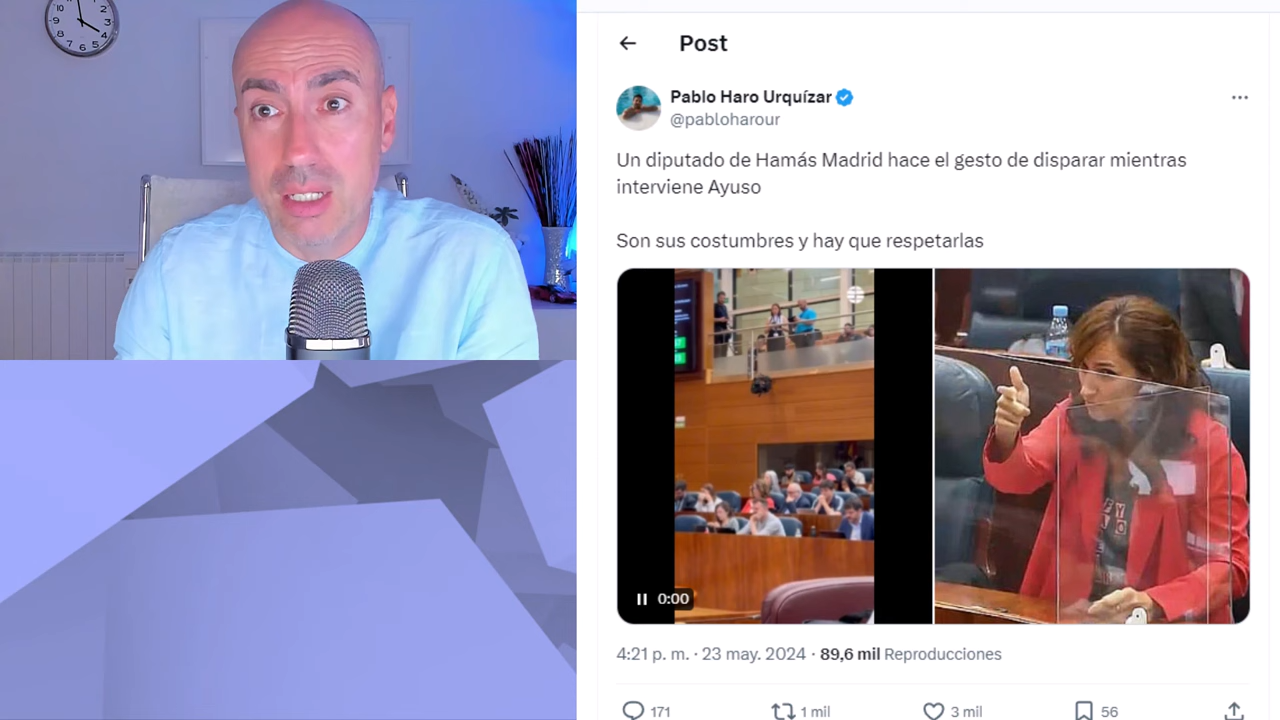 Post
Pablo Haro Urquízar
@pabloharour
Un diputado de Hamás Madrid hace el gesto de disparar mientras
interviene Ayuso
Son sus costumbres y hay que respetarlas
0:00
4:21 p. m. · 23 may. 2024 · 89,6 mil Reproducciones
171
1 mil
3 mil
56